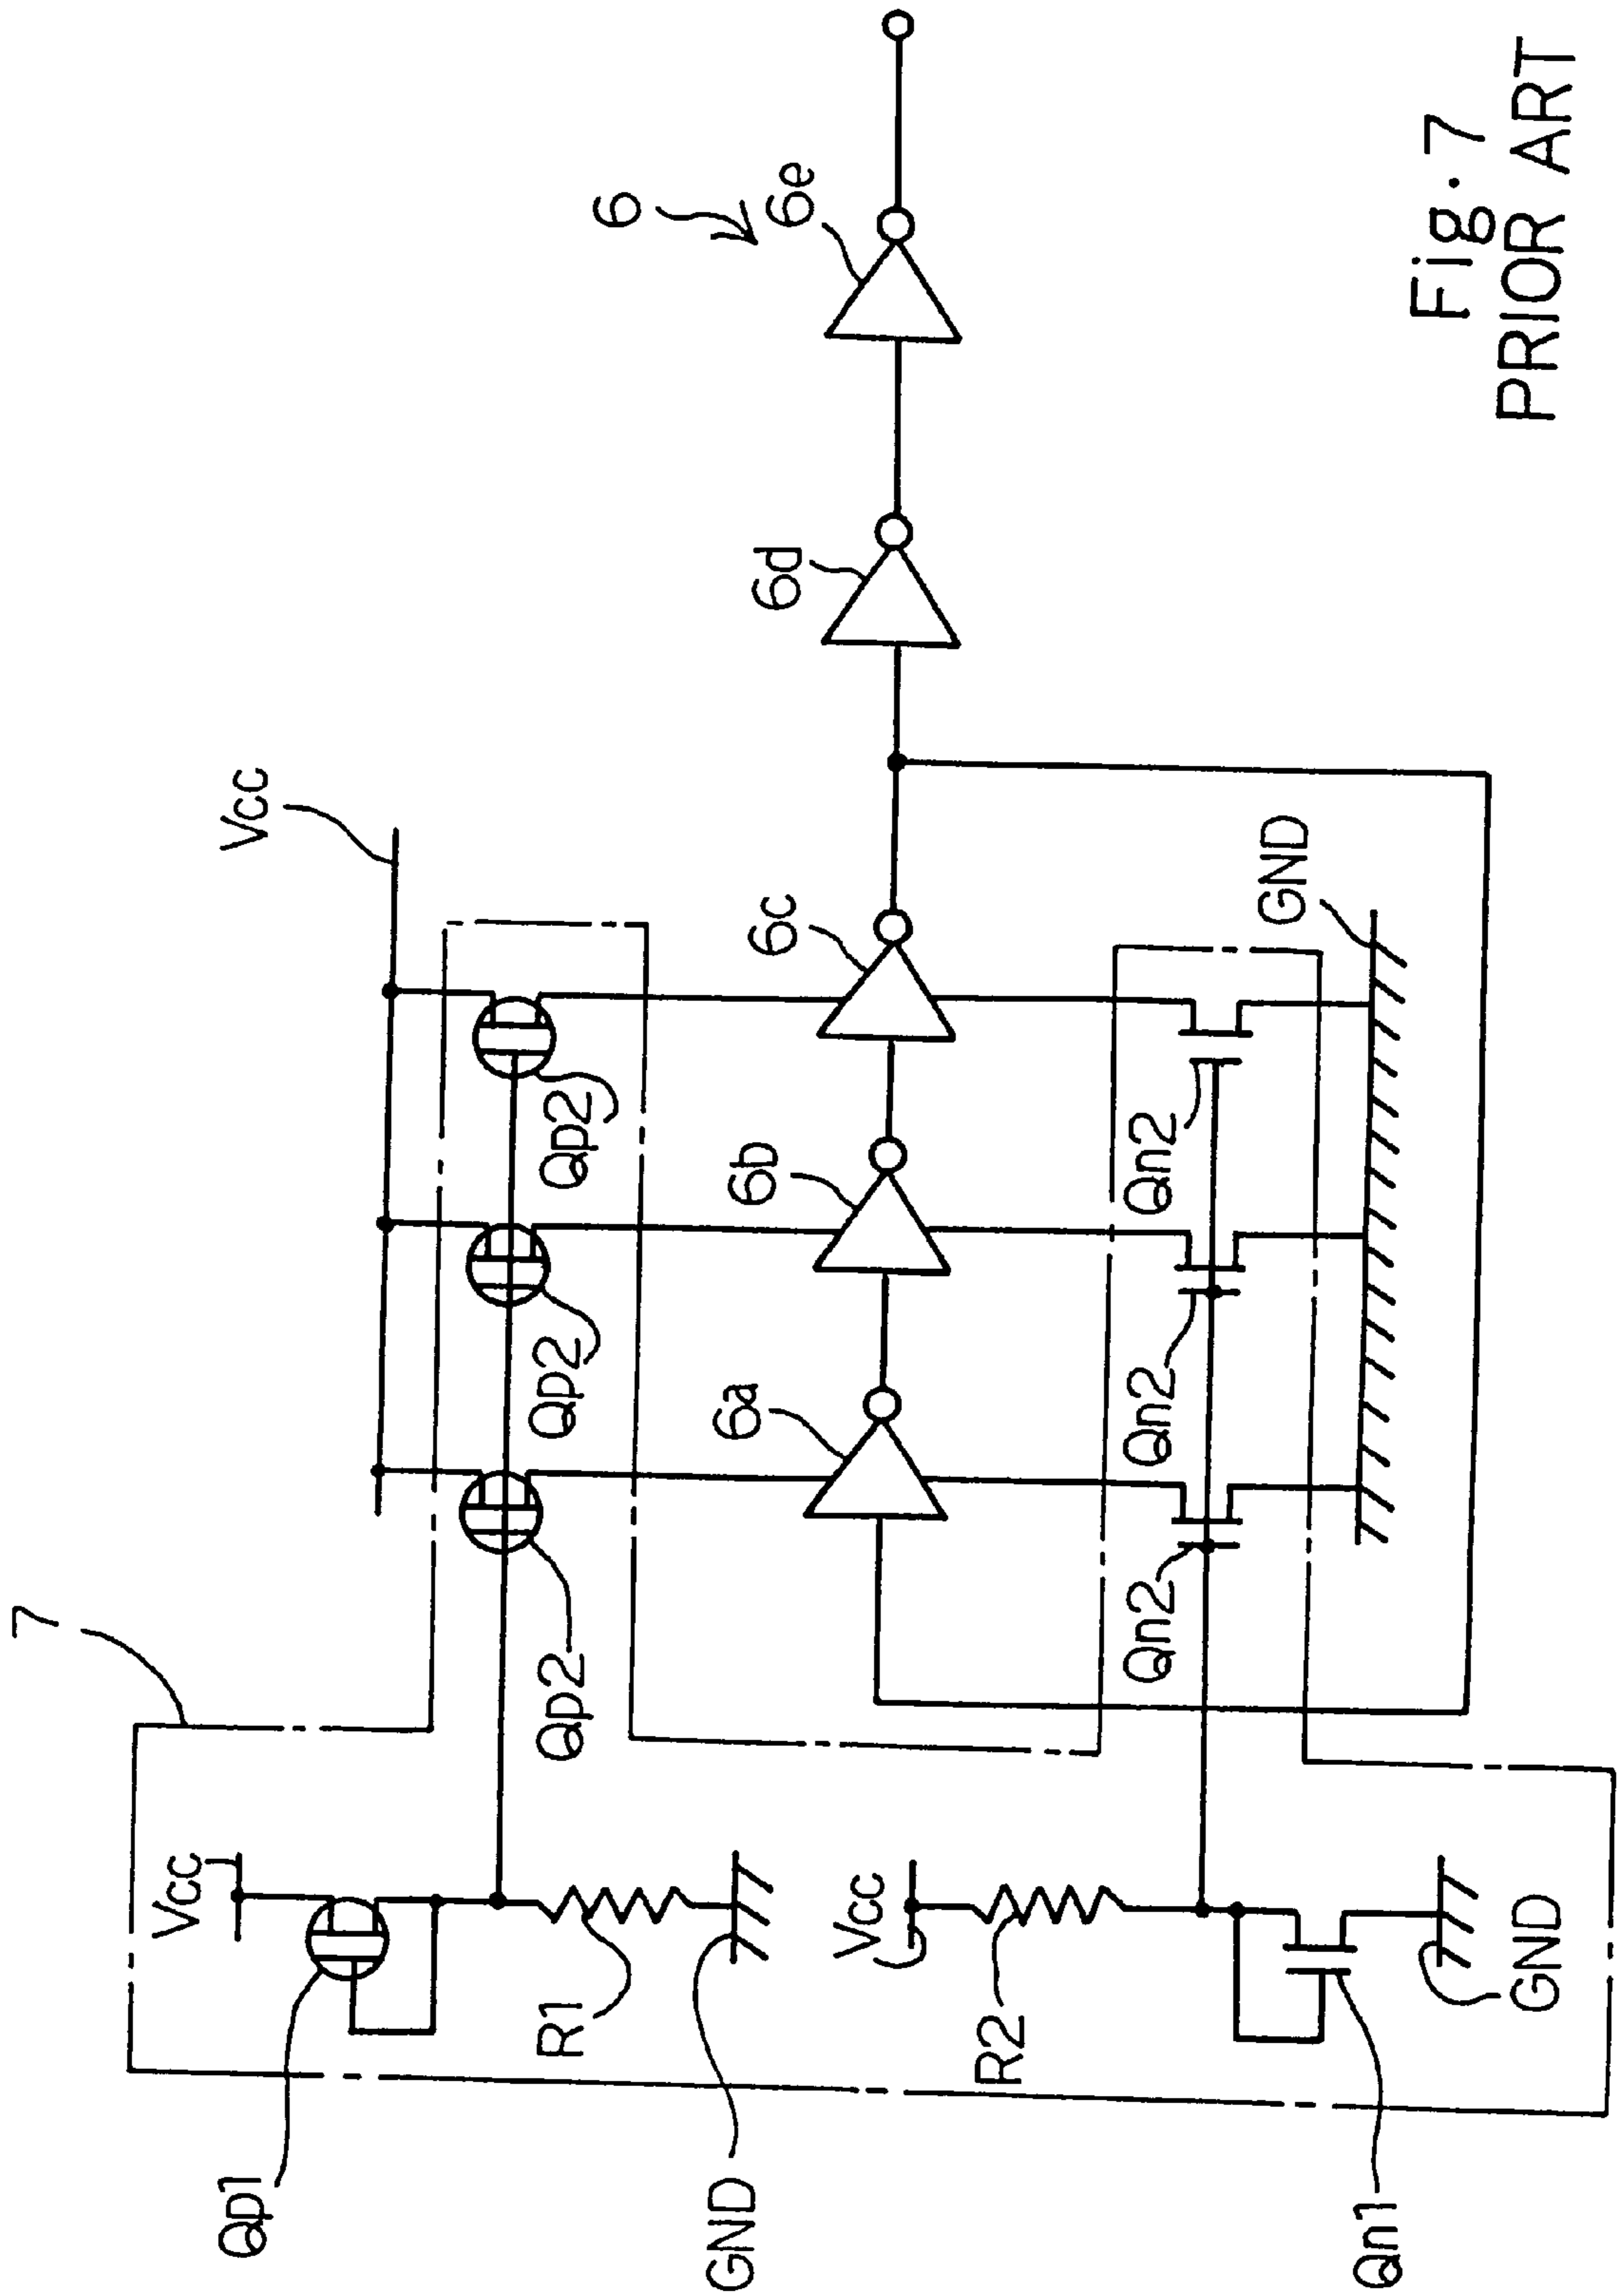 7
Vcc
Qp1
R1
GND
Vcc
R2
Qn1
GND
Vcc
Qp2
Qp2
Qp2
6a
6b
6c
6d
6e
6
Qn2
Qn2
Qn2
GND
Fig. 7
PRIOR ART